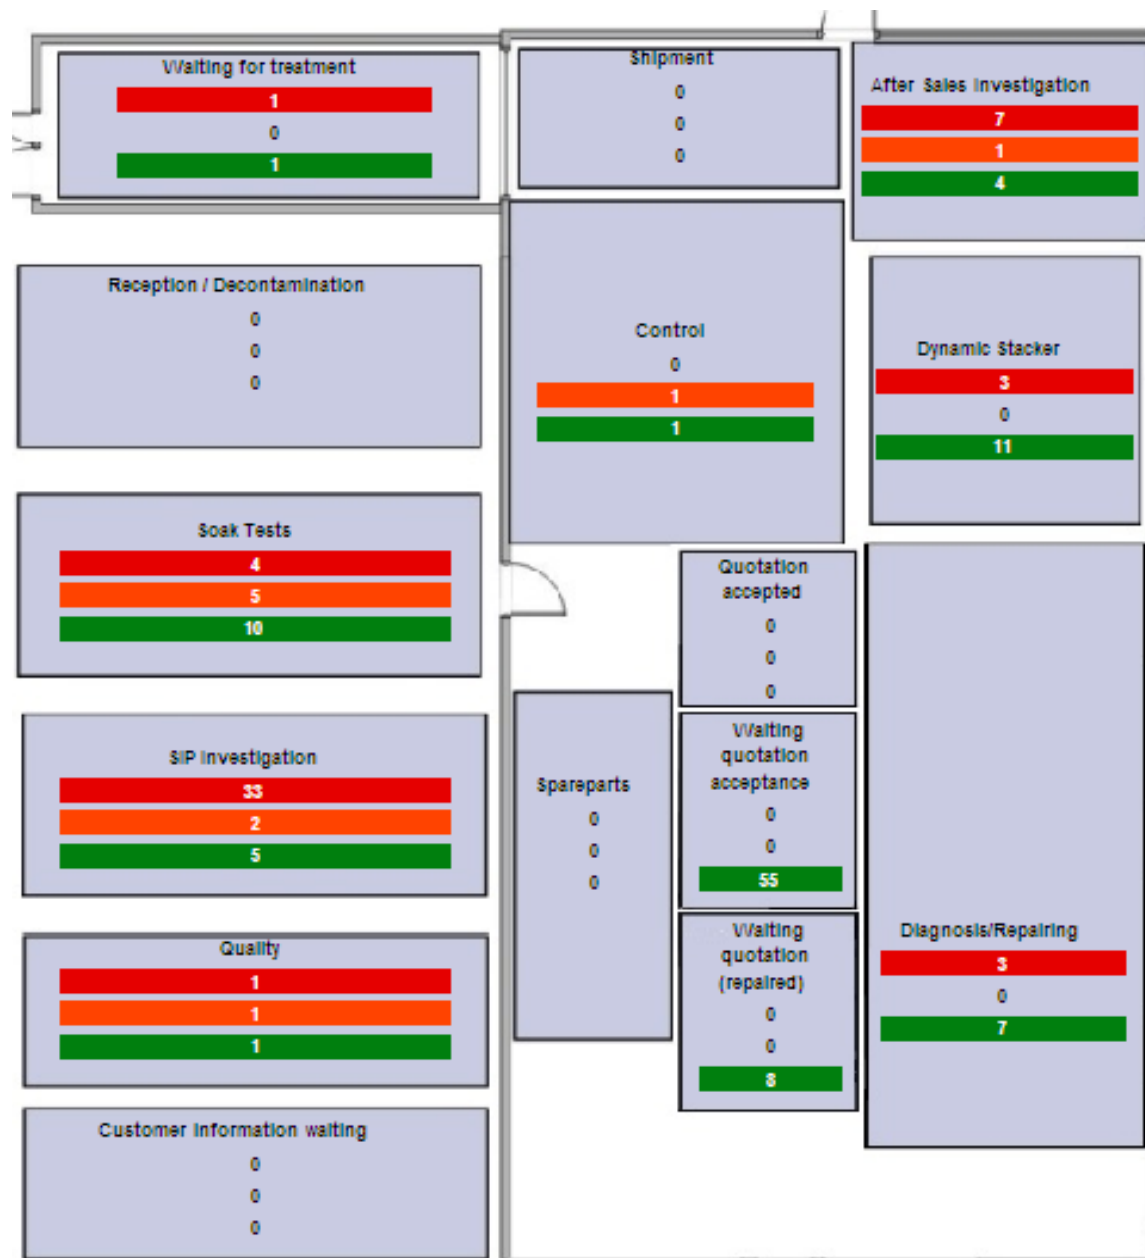 Waiting for treatment
1
0
1
Shipment
0
0
0
After Sales Investigation
7
1
4
Reception / Decontamination
0
0
0
Control
0
1
1
Dynamic Stacker
3
0
11
Soak Tests
4
5
10
Quotation
accepted
0
0
0
SIP Investigation
33
2
5
Spareparts
0
0
0
Waiting
quotation
acceptance
0
0
55
Quality
1
1
1
Waiting
quotation
(repaired)
0
0
8
Diagnosis/Repairing
3
0
7
Customer information waiting
0
0
0